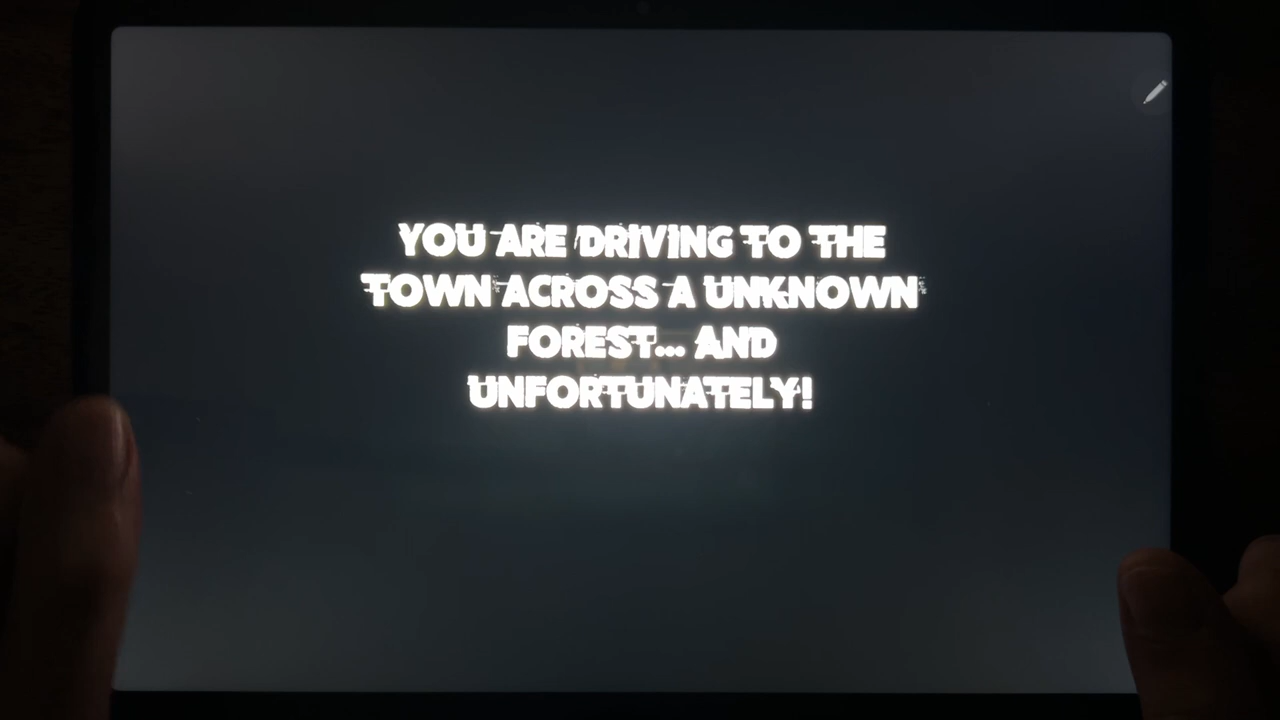 YOU ARE DRIVING TO THE
TOWN ACROSS A UNKNOWN
FOREST... AND
UNFORTUNATELY!